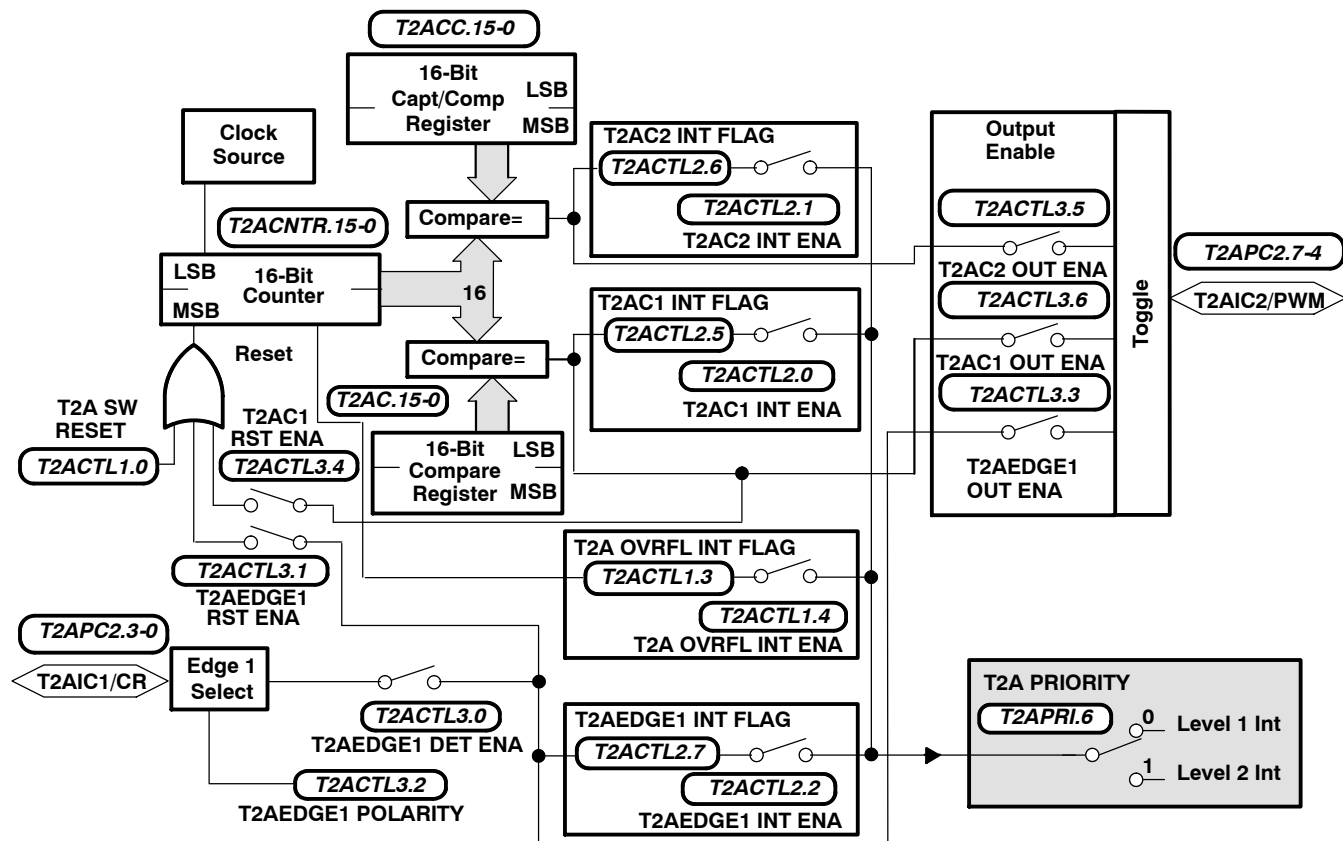 T2ACC.15-0
16-Bit
Capt/Comp
Register
LSB
MSB
Clock
Source
T2ACNTR.15-0
LSB
MSB
16-Bit
Counter
Compare=
16
Compare=
Reset
T2AC.15-0
16-Bit
Compare
Register
LSB
MSB
T2A SW
RESET
T2ACTL1.0
T2AC1
RST ENA
T2ACTL3.4
T2ACTL3.1
T2AEDGE1
RST ENA
T2APC2.3-0
T2AIC1/CR
Edge 1
Select
T2ACTL3.0
T2AEDGE1 DET ENA
T2ACTL3.2
T2AEDGE1 POLARITY
T2AC2 INT FLAG
T2ACTL2.6
T2ACTL2.1
T2AC2 INT ENA
T2AC1 INT FLAG
T2ACTL2.5
T2ACTL2.0
T2AC1 INT ENA
T2A OVRFL INT FLAG
T2ACTL1.3
T2ACTL1.4
T2A OVRFL INT ENA
T2AEDGE1 INT FLAG
T2ACTL2.7
T2ACTL2.2
T2AEDGE1 INT ENA
Output
Enable
T2ACTL3.5
T2AC2 OUT ENA
T2ACTL3.6
T2AC1 OUT ENA
T2ACTL3.3
T2AEDGE1
OUT ENA
Toggle
T2APC2.7-4
T2AIC2/PWM
T2A PRIORITY
T2APRI.6
0
Level 1 Int
1
Level 2 Int